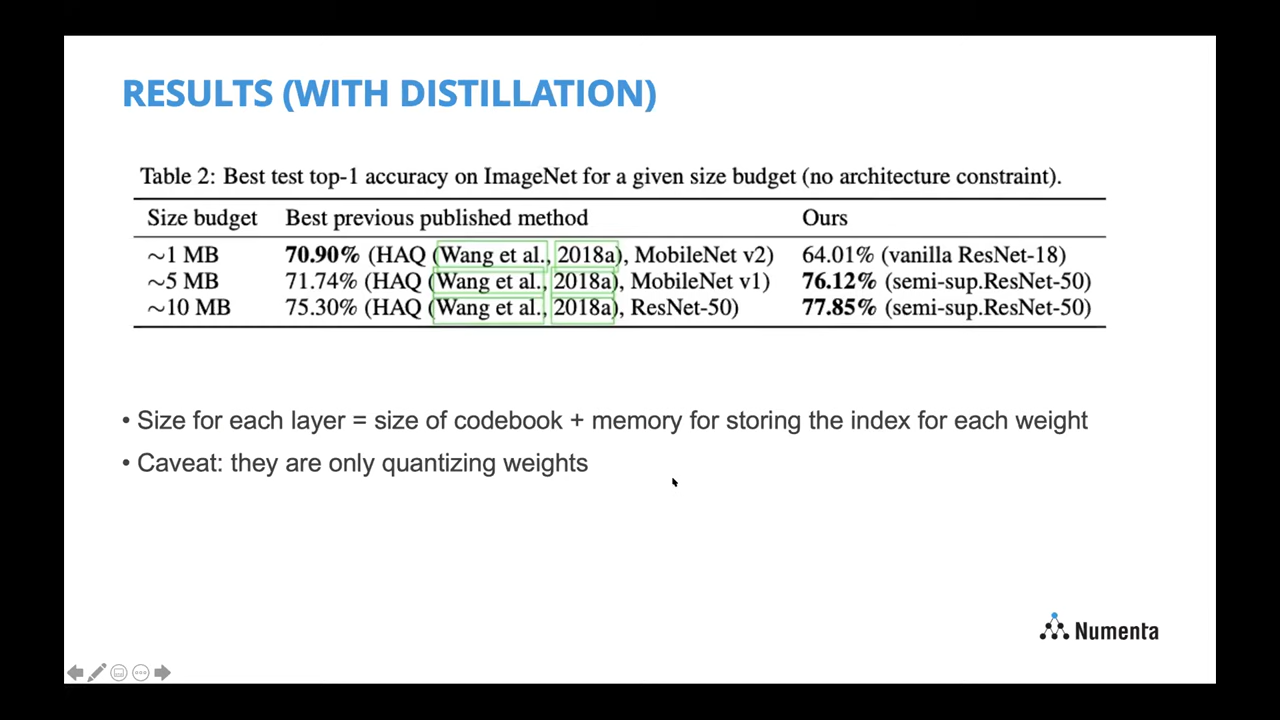 RESULTS (WITH DISTILLATION)
Table 2: Best test top-1 accuracy on ImageNet for a given size budget (no architecture constraint).
Size budget Best previous published method Ours
~1 MB 70.90% (HAQ (Wang et al., 2018a), MobileNet v2) 64.01% (vanilla ResNet-18)
~5 MB 71.74% (HAQ (Wang et al., 2018a), MobileNet v1) 76.12% (semi-sup.ResNet-50)
~10 MB 75.30% (HAQ (Wang et al., 2018a), ResNet-50) 77.85% (semi-sup.ResNet-50)
• Size for each layer = size of codebook + memory for storing the index for each weight
• Caveat: they are only quantizing weights
Numenta